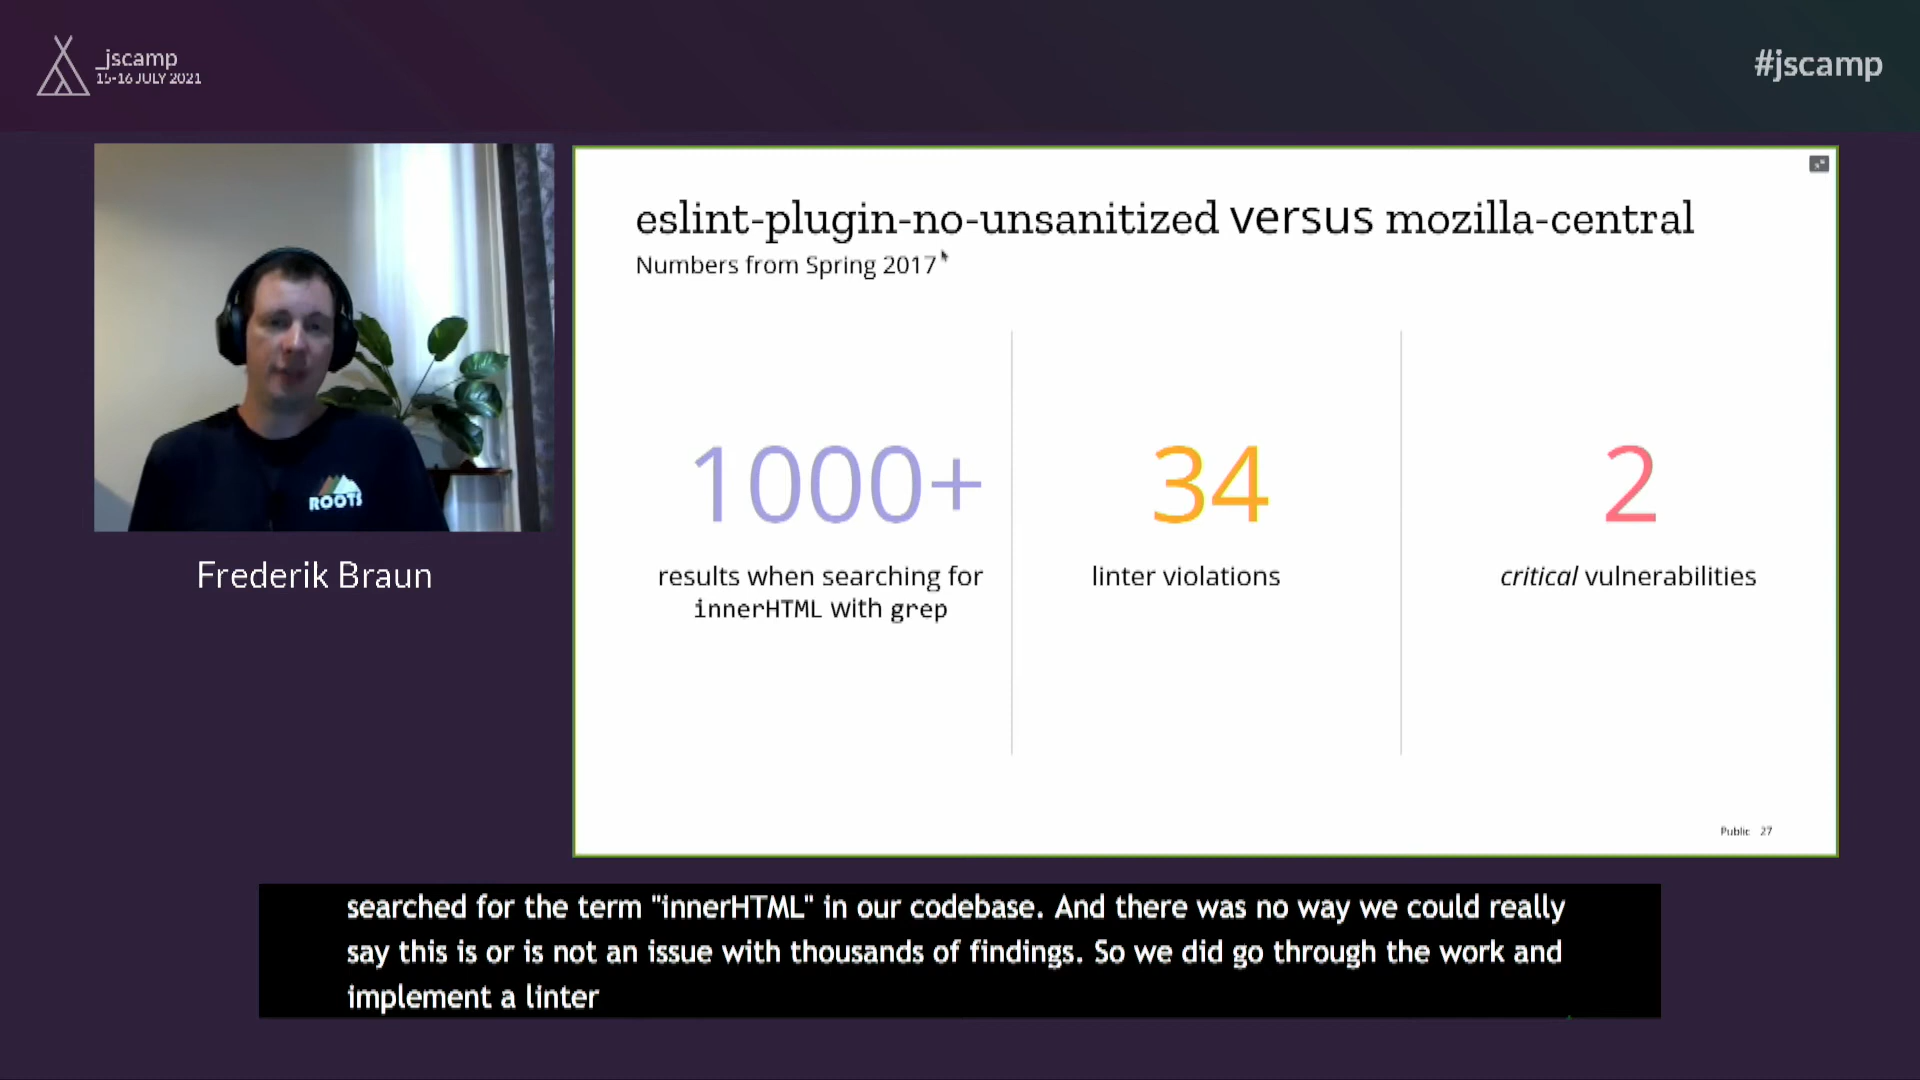 _jscamp
15-16 JULY 2021
#jscamp
eslint-plugin-no-unsanitized versus mozilla-central
Numbers from Spring 2017
1000+
results when searching for
innerHTML with grep
34
linter violations
2
critical vulnerabilities
ROOTS
Frederik Braun
Public 27
searched for the term "innerHTML" in our codebase. And there was no way we could really
say this is or is not an issue with thousands of findings. So we did go through the work and
implement a linter